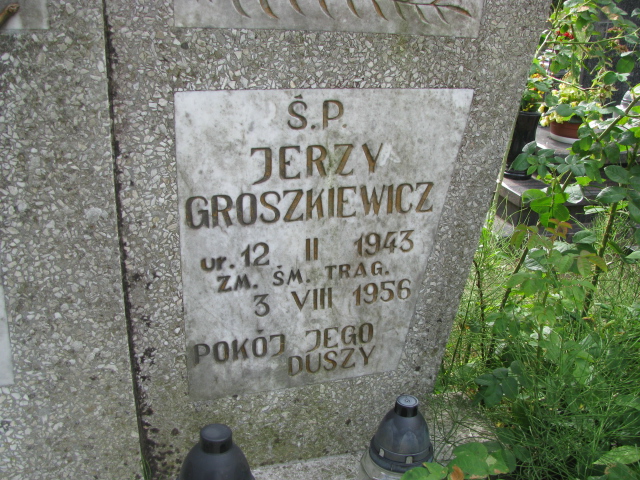 Ś.P.
JERZY
GROSZKIEWICZ
ur. 12 II 1943
ZM. ŚM. TRAG.
3 VIII 1956
POKÓJ JEGO
DUSZY